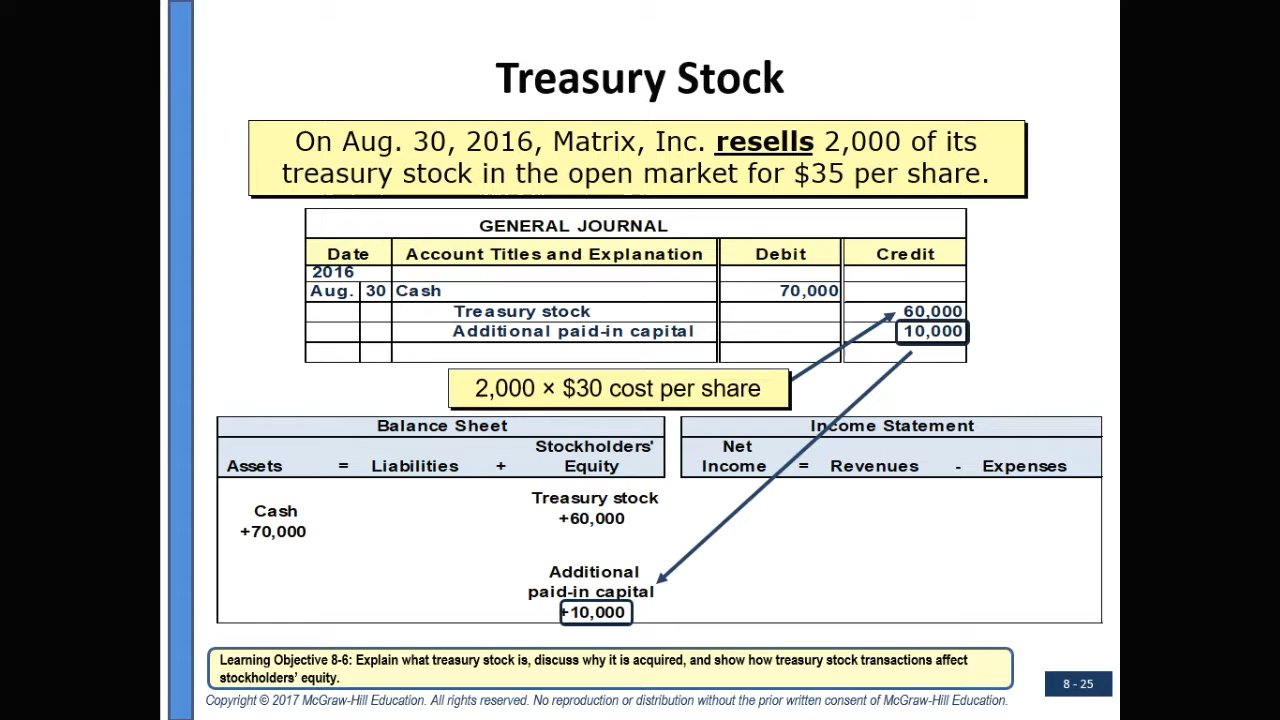 Treasury Stock
On Aug. 30, 2016, Matrix, Inc. resells 2,000 of its
treasury stock in the open market for $35 per share.
GENERAL JOURNAL
Date Account Titles and Explanation Debit Credit
2016
Aug. 30 Cash 70,000
Treasury stock 60,000
Additional paid-in capital 10,000
2,000 × $30 cost per share
Balance Sheet Income Statement
Stockholders' Net
Assets = Liabilities + Equity Income = Revenues - Expenses
Treasury stock
Cash +60,000
+70,000
Additional
paid-in capital
+10,000
Learning Objective 8-6: Explain what treasury stock is, discuss why it is acquired, and show how treasury stock transactions affect
stockholders' equity.
8 - 25
Copyright © 2017 McGraw-Hill Education. All rights reserved. No reproduction or distribution without the prior written consent of McGraw-Hill Education.